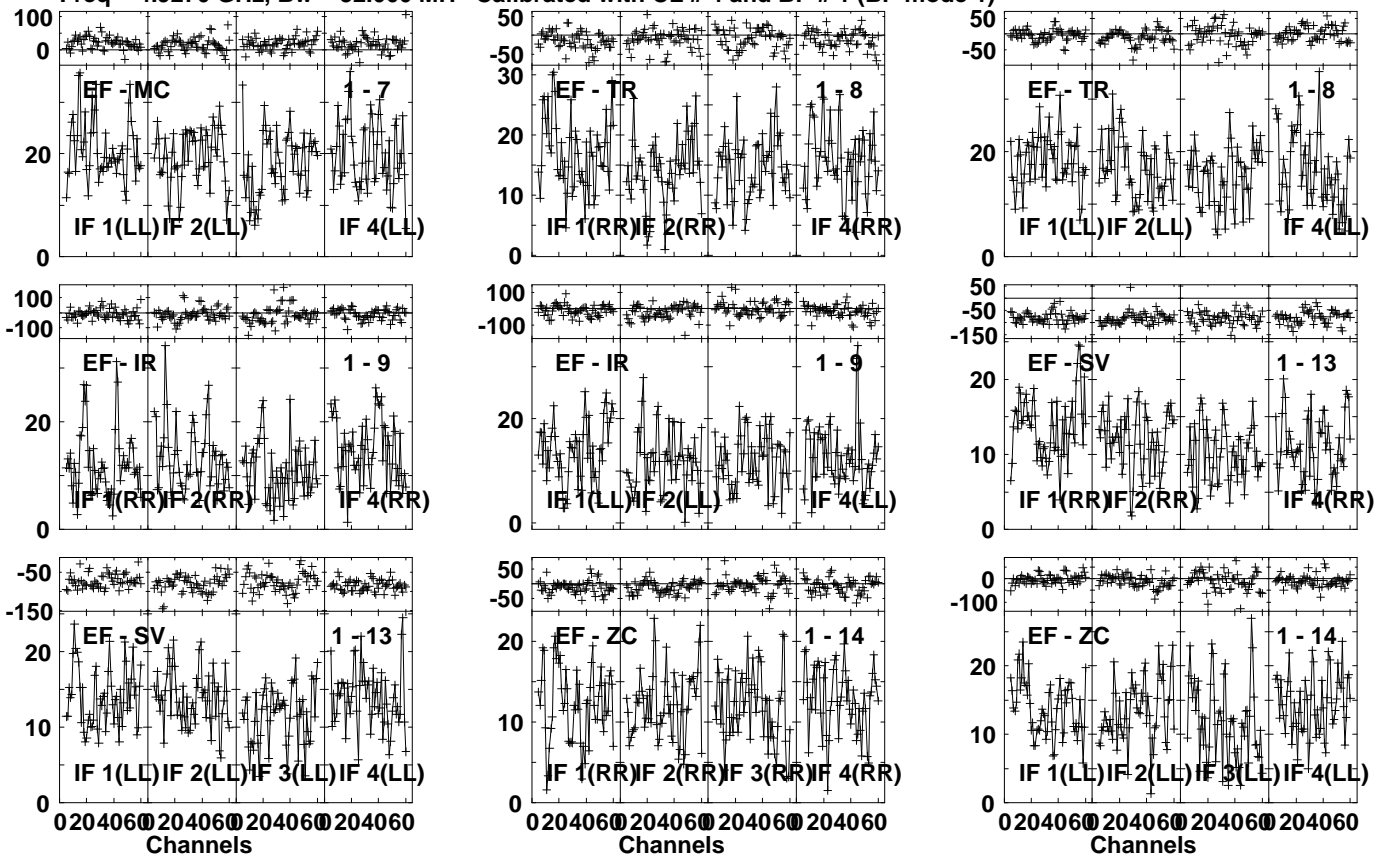 Calibrated with CL # 4 and BP # 1 (BP mode 1)
100
0
EF - MC 1 - 7
20
IF 1(LL) IF 2(LL) IF 4(LL)
0
50
-50
30
EF - TR 1 - 8
20
10
IF 1(RR) IF 2(RR) IF 4(RR)
0
50
-50
EF - TR 1 - 8
20
IF 1(LL) IF 2(LL) IF 4(LL)
0
100
-100
EF - IR 1 - 9
20
IF 1(RR) IF 2(RR) IF 4(RR)
0
100
-100
EF - IR 1 - 9
20
IF 1(LL) IF 2(LL) IF 4(LL)
0
50
-50
-150
EF - SV 1 - 13
20
10
IF 1(RR) IF 2(RR) IF 4(RR)
0
-50
-150
EF - SV 1 - 13
20
10
IF 1(LL) IF 2(LL) IF 3(LL) IF 4(LL)
0
0 20 40 60 0 20 40 60 0 20 40 60 0 20 40 60
Channels
50
-50
EF - ZC 1 - 14
20
10
IF 1(RR) IF 2(RR) IF 3(RR) IF 4(RR)
0
0 20 40 60 0 20 40 60 0 20 40 60 0 20 40 60
Channels
0
-100
EF - ZC 1 - 14
20
10
IF 1(LL) IF 2(LL) IF 3(LL) IF 4(LL)
0
0 20 40 60 0 20 40 60 0 20 40 60 0 20 40 60
Channels